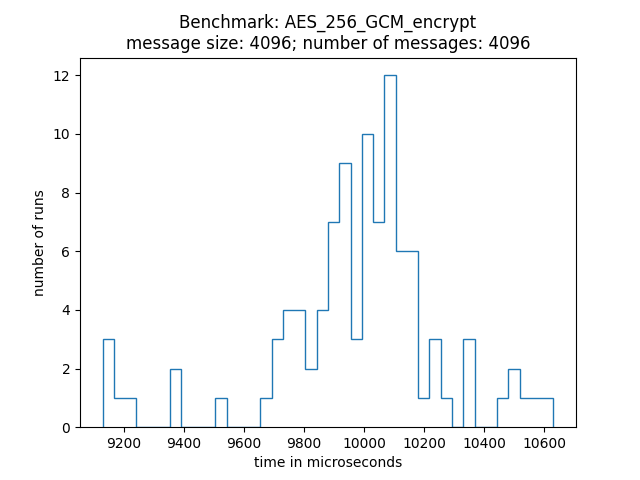 Benchmark: AES_256_GCM_encrypt
message size: 4096; number of messages: 4096
12
10
8
6
4
2
0
number of runs
9200 9400 9600 9800 10000 10200 10400 10600
time in microseconds